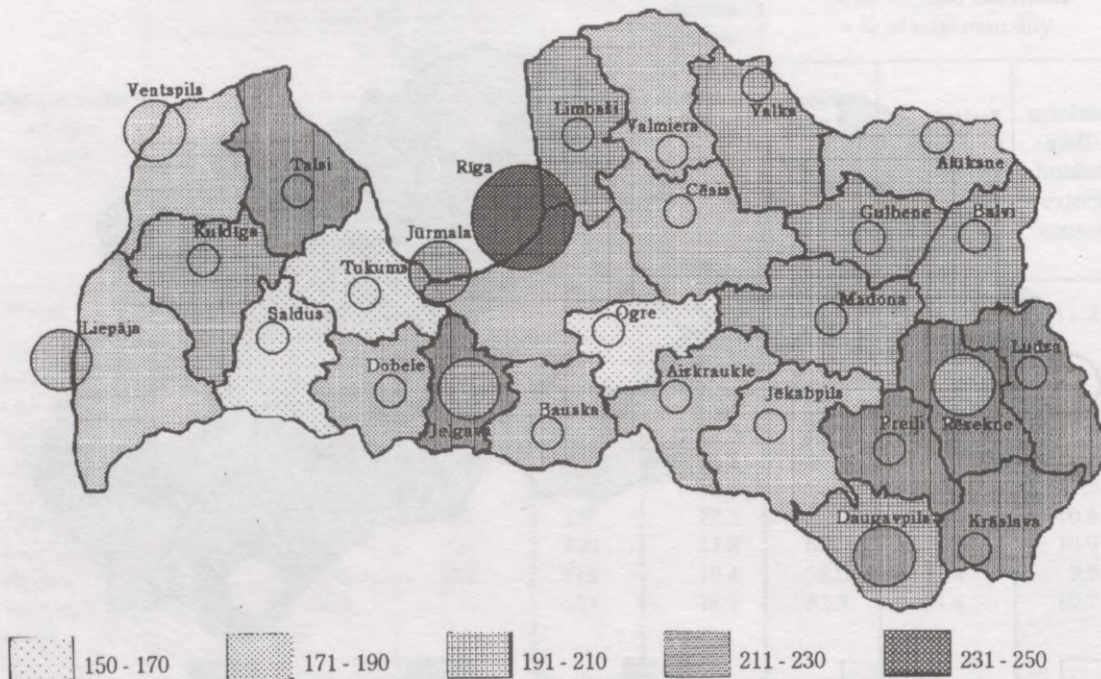 Ventspils
Talsi
Kuldīga
Liepāja
Saldus
Tukums
Jūrmala
Rīga
Dobele
Jelgava
Bauska
Limbaži
Valmiera
Valka
Cēsis
Alūksne
Gulbene
Balvi
Madona
Ogre
Aizkraukle
Jēkabpils
Preiļi
Rēzekne
Ludza
Daugavpils
Krāslava
150 - 170
171 - 190
191 - 210
211 - 230
231 - 250